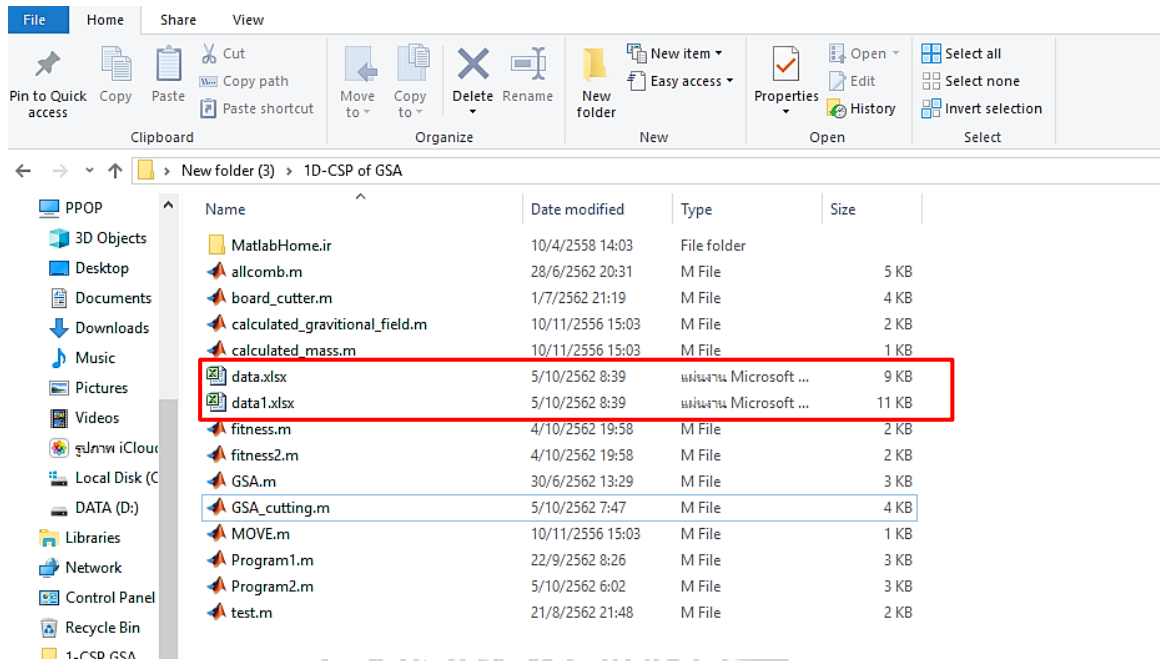 File Home Share View
Cut
Copy path
Paste shortcut
Pin to Quick access
Copy
Paste
Clipboard
Move to
Copy to
Delete
Rename
Organize
New folder
New item
Easy access
New
Properties
Open
Edit
History
Open
Select all
Select none
Invert selection
Select
New folder (3) > 1D-CSP of GSA
PPOP
3D Objects
Desktop
Documents
Downloads
Music
Pictures
Videos
รูปภาพ iClou
Local Disk (C
DATA (D:)
Libraries
Network
Control Panel
Recycle Bin
1-CSP GSA
Name Date modified Type Size
MatlabHome.ir 10/4/2558 14:03 File folder
allcomb.m 28/6/2562 20:31 M File 5 KB
board_cutter.m 1/7/2562 21:19 M File 4 KB
calculated_gravitional_field.m 10/11/2556 15:03 M File 2 KB
calculated_mass.m 10/11/2556 15:03 M File 1 KB
data.xlsx 5/10/2562 8:39 แผ่นงาน Microsoft ... 9 KB
data1.xlsx 5/10/2562 8:39 แผ่นงาน Microsoft ... 11 KB
fitness.m 4/10/2562 19:58 M File 2 KB
fitness2.m 4/10/2562 19:58 M File 2 KB
GSA.m 30/6/2562 13:29 M File 3 KB
GSA_cutting.m 5/10/2562 7:47 M File 4 KB
MOVE.m 10/11/2556 15:03 M File 1 KB
Program1.m 22/9/2562 8:26 M File 3 KB
Program2.m 5/10/2562 6:02 M File 3 KB
test.m 21/8/2562 21:48 M File 2 KB